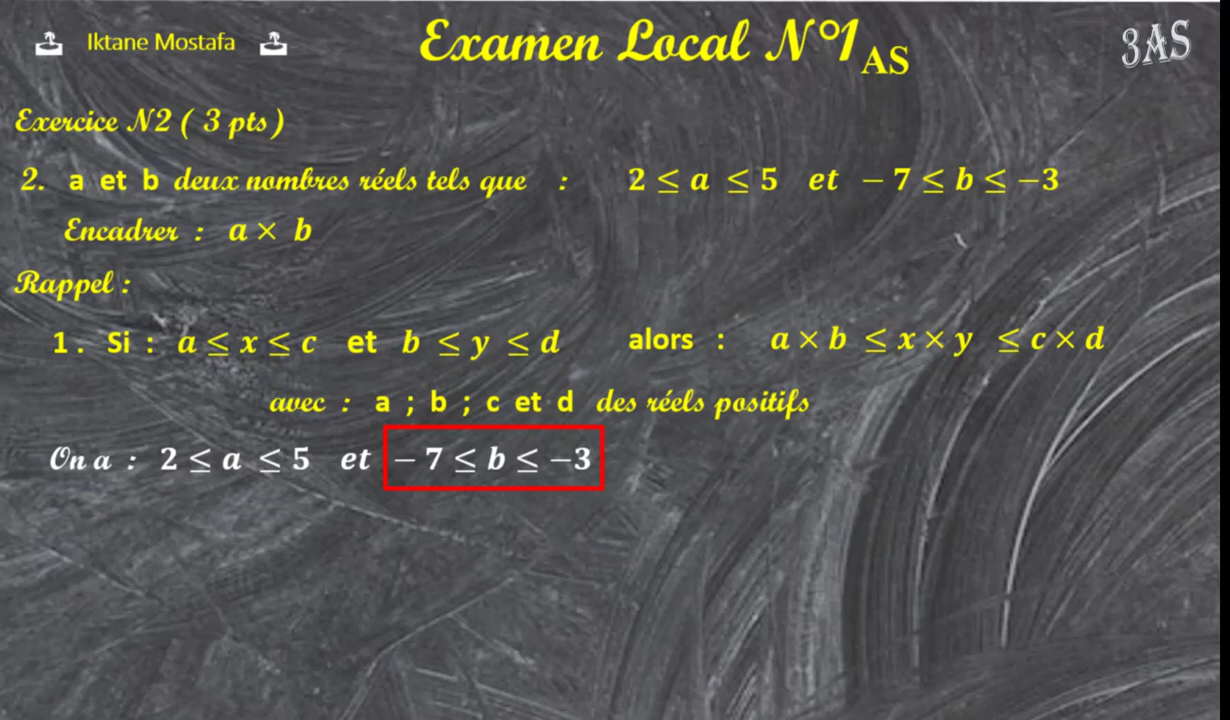 Iktane Mostafa
Examen Local N°1 AS
3AS
Exercice N2 ( 3 pts )
2. a et b deux nombres réels tels que : 2 ≤ a ≤ 5 et − 7 ≤ b ≤ −3
Encadrer : a × b
Rappel :
1. Si : a ≤ x ≤ c et b ≤ y ≤ d alors : a × b ≤ x × y ≤ c × d
avec : a ; b ; c et d des réels positifs
On a : 2 ≤ a ≤ 5 et − 7 ≤ b ≤ −3